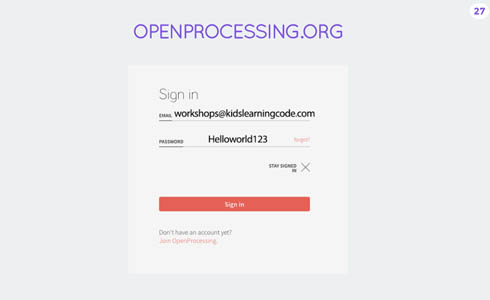 27
OPENPROCESSING.ORG
Sign in
EMAIL workshops@kidslearningcode.com
PASSWORD Helloworld123 forgot?
STAY SIGNED
IN
Sign In
Don't have an account yet?
Join OpenProcessing.